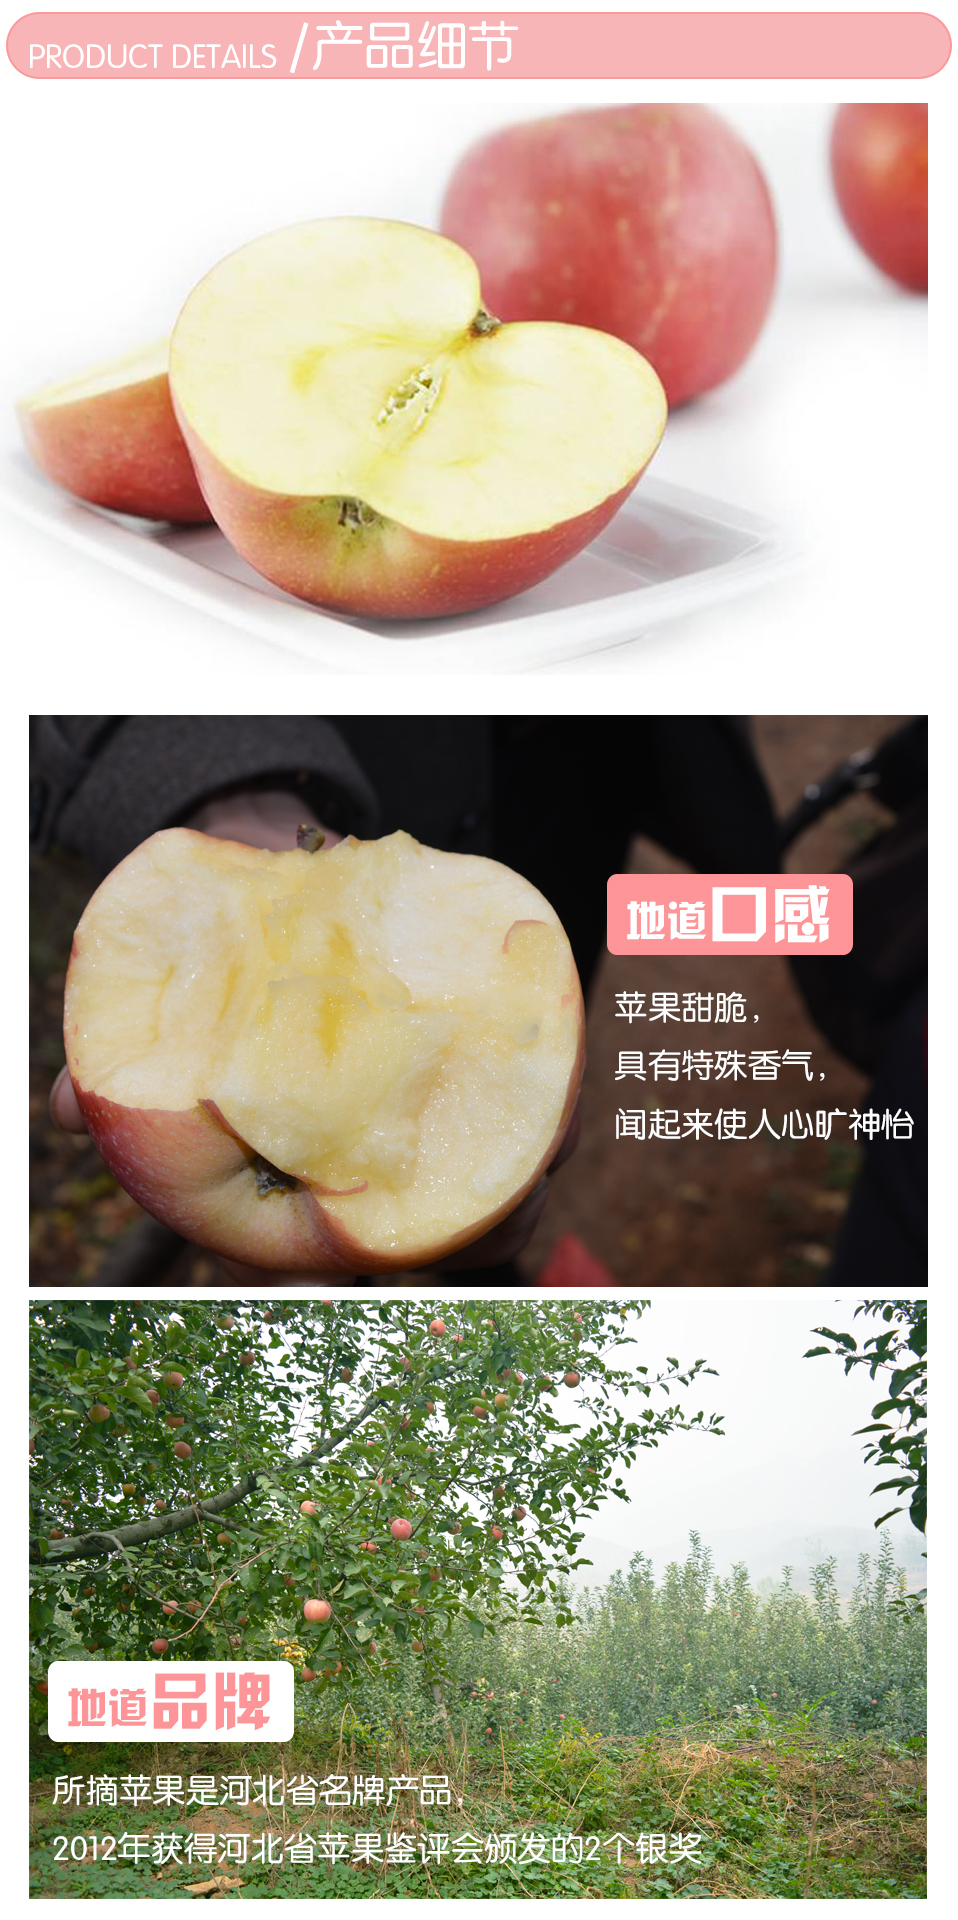 PRODUCT DETAILS /产品细节
地道口感
苹果甜脆，
具有特殊香气，
闻起来使人心旷神怡
地道品牌
所摘苹果是河北省名牌产品，
2012年获得河北省苹果鉴评会颁发的2个银奖